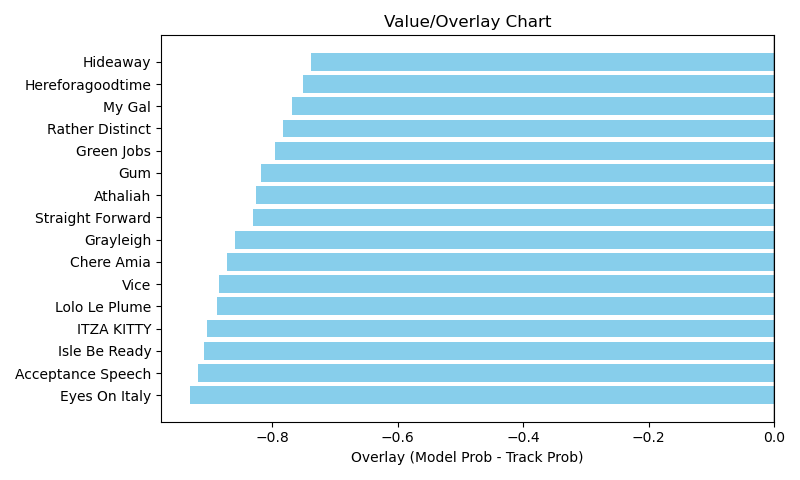 Value/Overlay Chart
Hideaway
Hereforagoodtime
My Gal
Rather Distinct
Green Jobs
Gum
Athaliah
Straight Forward
Grayleigh
Chere Amia
Vice
Lolo Le Plume
ITZA KITTY
Isle Be Ready
Acceptance Speech
Eyes On Italy
−0.8 −0.6 −0.4 −0.2 0.0
Overlay (Model Prob - Track Prob)